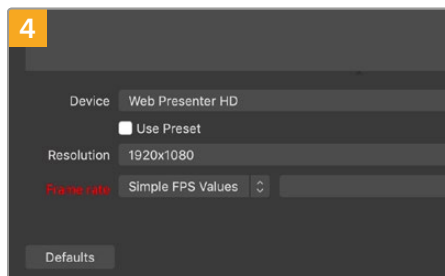 4
Device Web Presenter HD
Use Preset
Resolution 1920x1080
Frame rate Simple FPS Values
Defaults